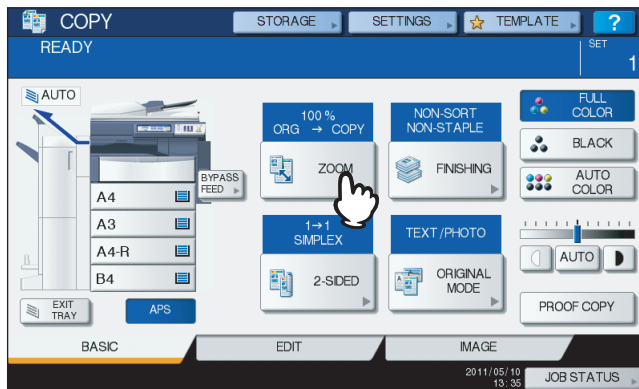 COPY
STORAGE
SETTINGS
TEMPLATE
?
READY
SET
1
AUTO
100 %
ORG → COPY
NON-SORT
NON-STAPLE
FULL
COLOR
BLACK
ZOOM
FINISHING
AUTO
COLOR
BYPASS
FEED
A4
A3
A4-R
B4
1→1
SIMPLEX
TEXT/PHOTO
2-SIDED
ORIGINAL
MODE
AUTO
EXIT
TRAY
APS
PROOF COPY
BASIC
EDIT
IMAGE
2011/05/10
13:35
JOB STATUS